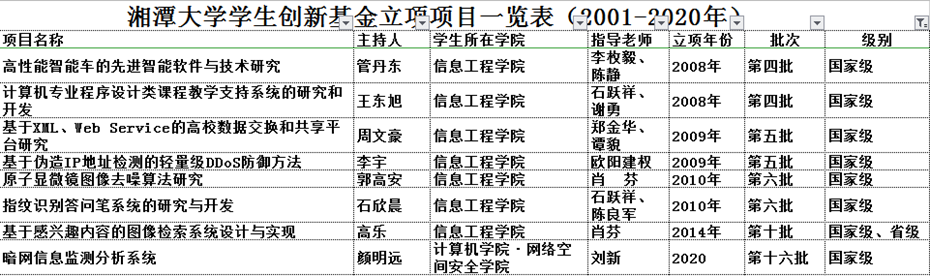 湘潭大学学生创新基金立项项目一览表（2001-2020年）
项目名称 主持人 学生所在学院 指导老师 立项年份 批次 级别
高性能智能车的先进智能软件与技术研究 管丹东 信息工程学院 李枚毅、陈静 2008年 第四批 国家级
计算机专业程序设计类课程教学支持系统的研究和开发 王东旭 信息工程学院 石跃祥、谢勇 2008年 第四批 国家级
基于XML、Web Service的高校数据交换和共享平台研究 周文豪 信息工程学院 郑金华、谭貌 2009年 第五批 国家级
基于伪造IP地址检测的轻量级DDoS防御方法 李宇 信息工程学院 欧阳建权 2009年 第五批 国家级
原子显微镜图像去噪算法研究 郭高安 信息工程学院 肖 芬 2010年 第六批 国家级
指纹识别答问笔系统的研究与开发 石欣晨 信息工程学院 石跃祥、陈良军 2010年 第六批 国家级
基于感兴趣内容的图像检索系统设计与实现 高乐 信息工程学院 肖芬 2014年 第十批 国家级、省级
暗网信息监测分析系统 颜明远 计算机学院·网络空间安全学院 刘新 2020 第十六批 国家级